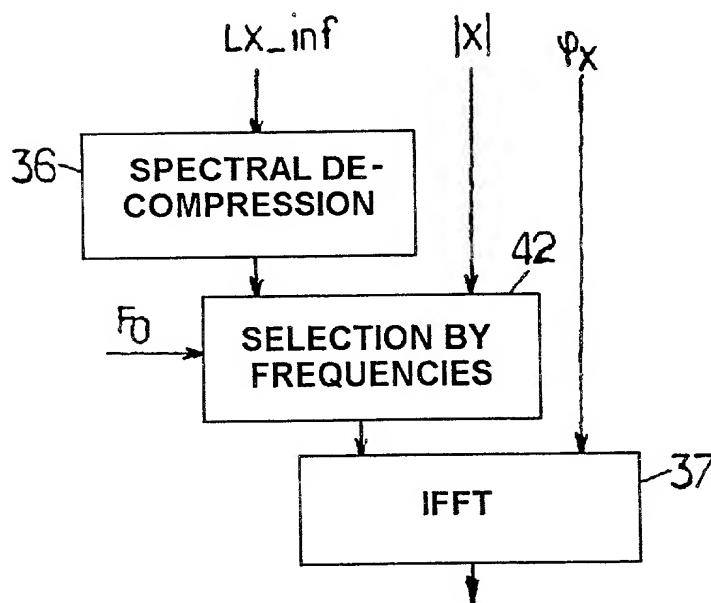 LX_inf |X| φX
36
SPECTRAL DE-
COMPRESSION
42
F0
SELECTION BY
FREQUENCIES
37
IFFT